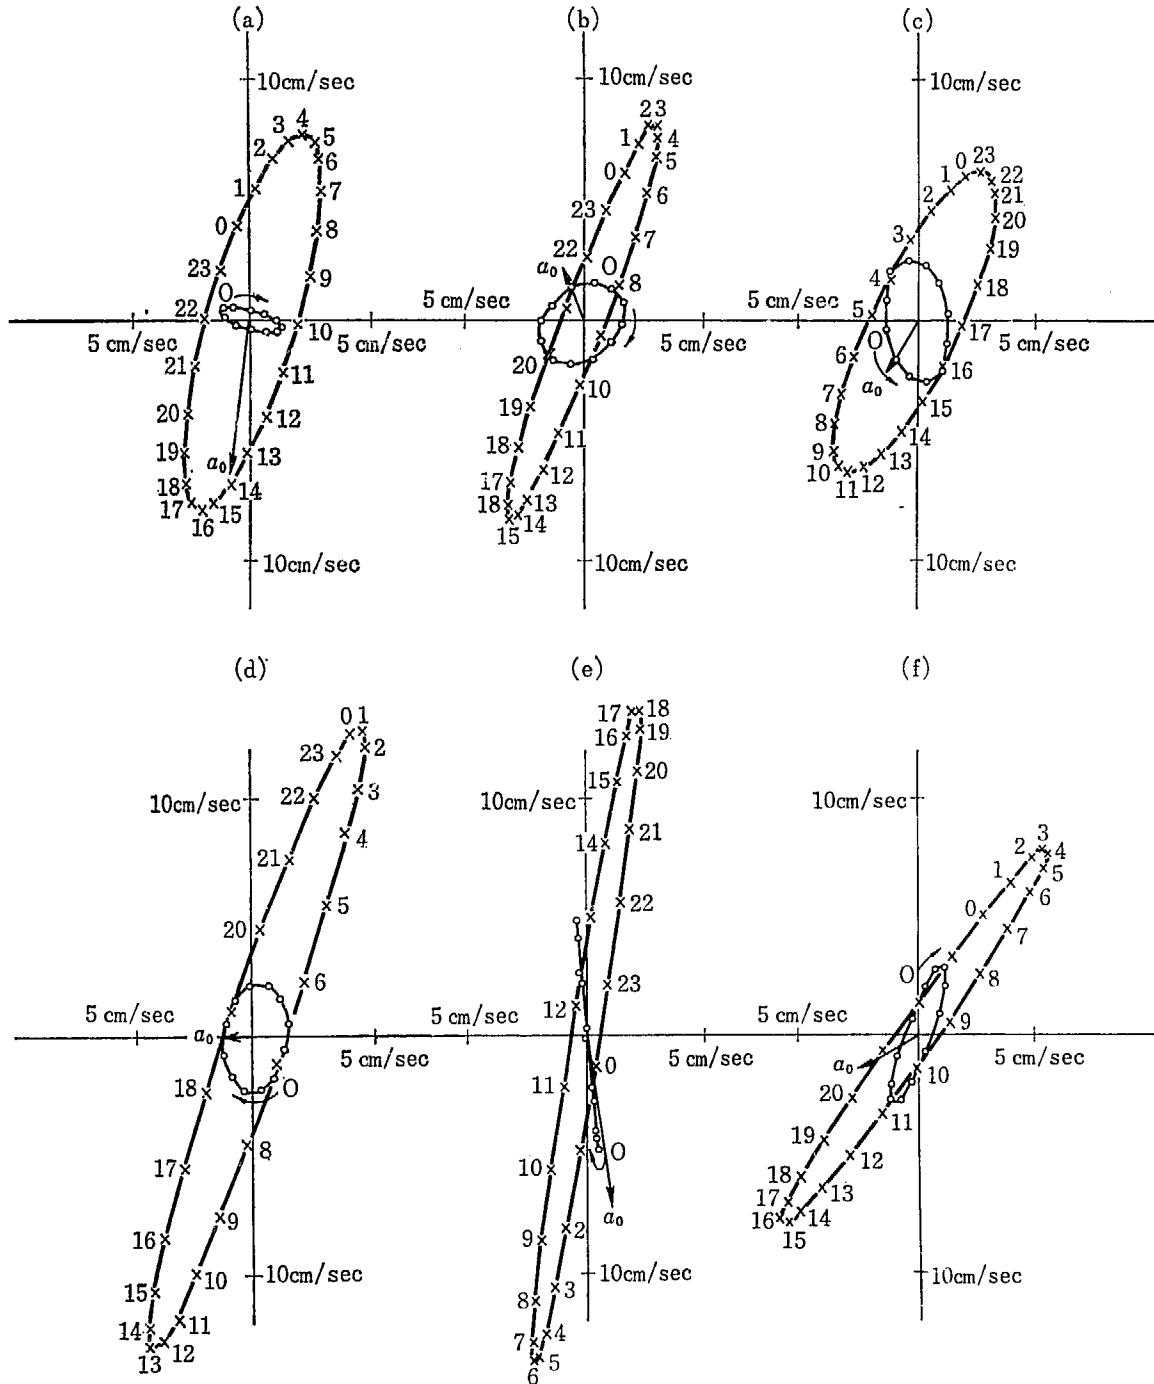 (a) (b) (c)
10cm/sec 10cm/sec 10cm/sec
4 23 23
3 5 1 4 0 22
2 6 0 5 1 21
1 7 23 6 2 20
0 8 22 7 3 19
23 9 a₀ O 8 4 18
22 O 10 5 cm/sec 5 cm/sec 5 17
5 cm/sec 5 cm/sec 5 cm/sec O 5 cm/sec
21 11 20 10 6 a₀ 16
20 12 19 11 7 15
19 a₀ 13 18 12 8 14
18 14 17 13 9 13
17 16 15 18 15 14 10 11 12
10cm/sec 10cm/sec 10cm/sec
(d) (e) (f)
0 1 17 18
23 2 16 19
10cm/sec 10cm/sec 10cm/sec
22 3 15 20 2 3 4
21 4 14 21 1 5
20 5 22 0 6
6 12 23 O 7
5 cm/sec 5 cm/sec 5 cm/sec 8
a₀ 9
5 cm/sec 5 cm/sec 5 cm/sec
18 O 11 0 a₀ 10
17 8 10 O 20 11
16 9 9 a₀ 2 19 12
15 10 8 3 18 13
14 11 7 4 17 14
13 12 6 5 16 15
10cm/sec 10cm/sec 10cm/sec